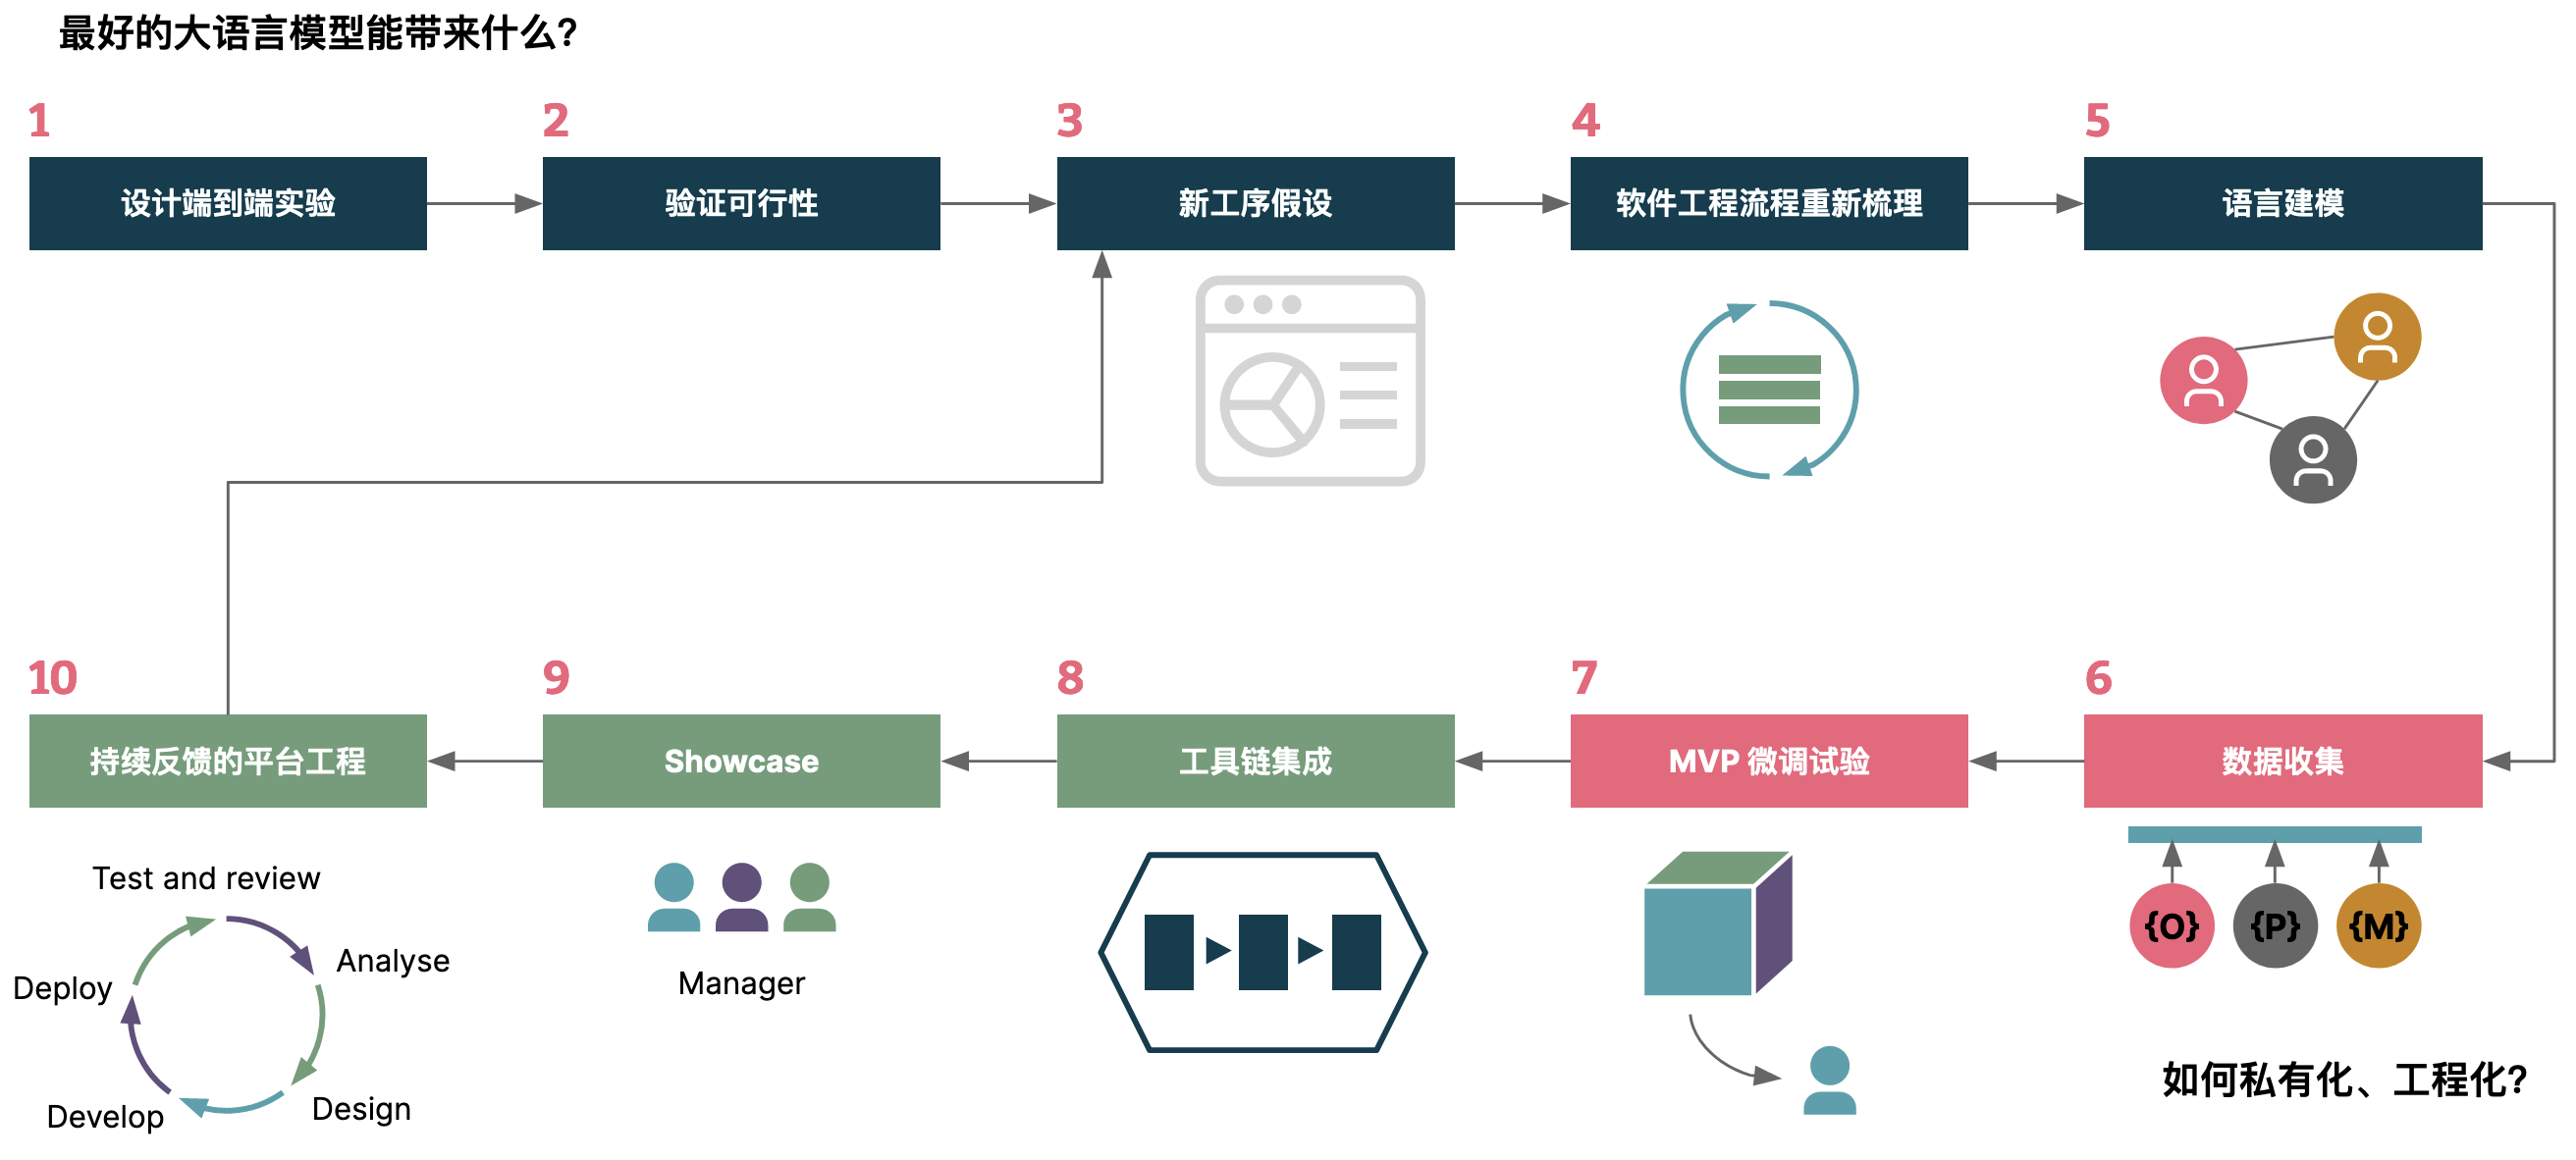 最好的大语言模型能带来什么?
1
设计端到端实验
2
验证可行性
3
新工序假设
4
软件工程流程重新梳理
5
语言建模
6
数据收集
{O}
{P}
{M}
如何私有化、工程化?
7
MVP 微调试验
8
工具链集成
9
Showcase
Manager
10
持续反馈的平台工程
Test and review
Analyse
Design
Develop
Deploy